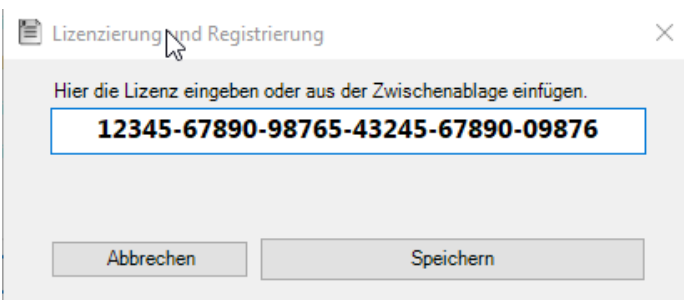 Lizenzierung und Registrierung
Hier die Lizenz eingeben oder aus der Zwischenablage einfügen.
12345-67890-98765-43245-67890-09876
Abbrechen
Speichern